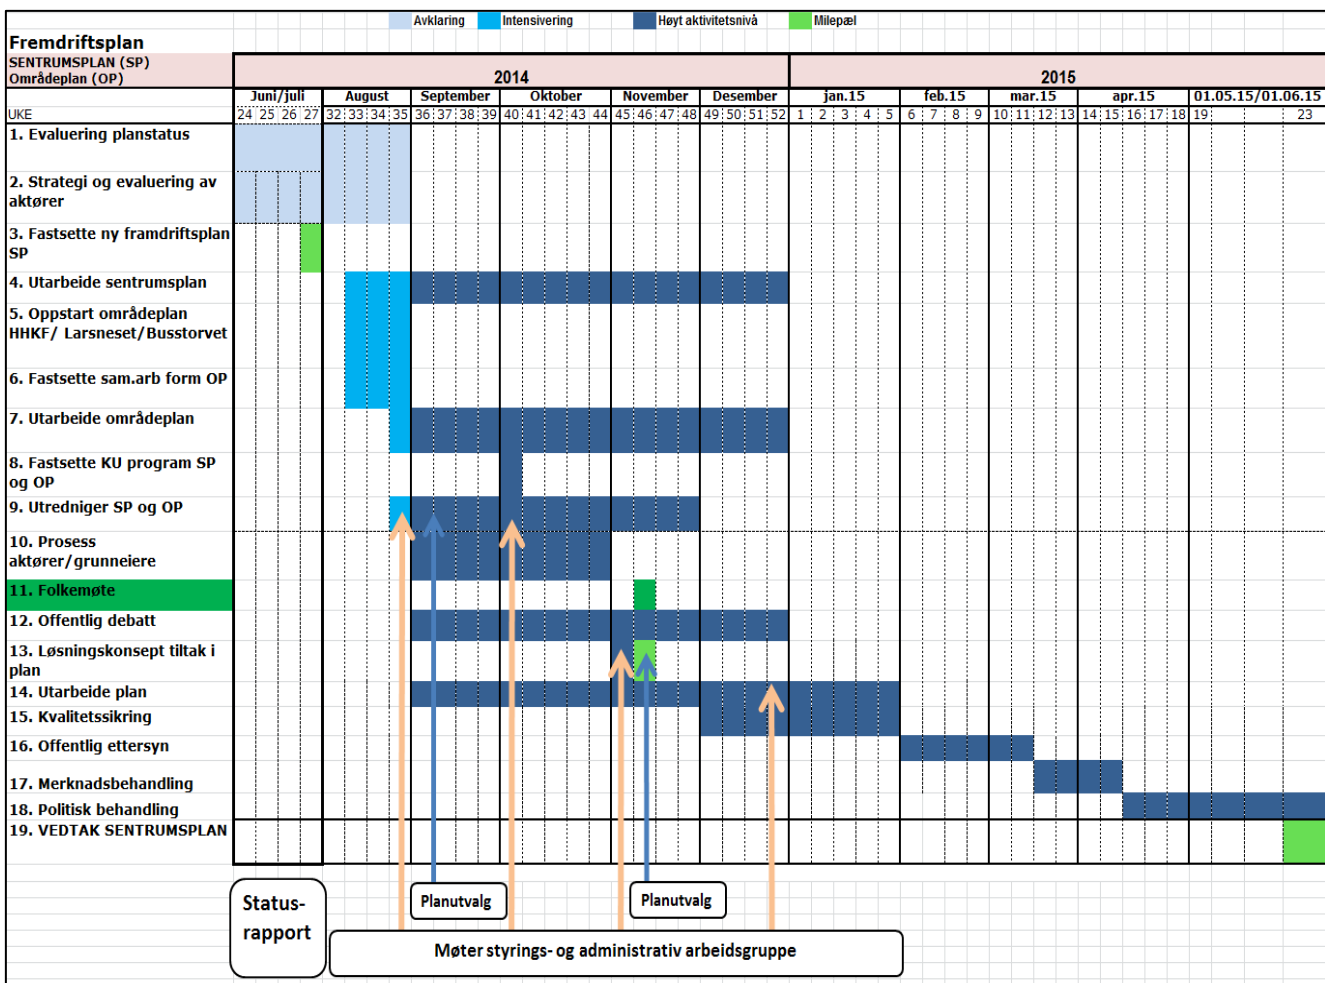 Avklaring Intensivering Høyt aktivitetsnivå Milepæl
Fremdriftsplan
SENTRUMSPLAN (SP)
Områdeplan (OP)
2014 2015
Juni/juli August September Oktober November Desember jan.15 feb.15 mar.15 apr.15 01.05.15/01.06.15
UKE 24 25 26 27 32 33 34 35 36 37 38 39 40 41 42 43 44 45 46 47 48 49 50 51 52 1 2 3 4 5 6 7 8 9 10 11 12 13 14 15 16 17 18 19 23
1. Evaluering planstatus
2. Strategi og evaluering av
aktører
3. Fastsette ny framdriftsplan
SP
4. Utarbeide sentrumsplan
5. Oppstart områdeplan
HHKF/ Larsneset/Busstorvet
6. Fastsette sam.arb form OP
7. Utarbeide områdeplan
8. Fastsette KU program SP
og OP
9. Utredniger SP og OP
10. Prosess
aktører/grunneiere
11. Folkemøte
12. Offentlig debatt
13. Løsningskonsept tiltak i
plan
14. Utarbeide plan
15. Kvalitetssikring
16. Offentlig ettersyn
17. Merknadsbehandling
18. Politisk behandling
19. VEDTAK SENTRUMSPLAN
Status-
rapport
Planutvalg
Planutvalg
Møter styrings- og administrativ arbeidsgruppe